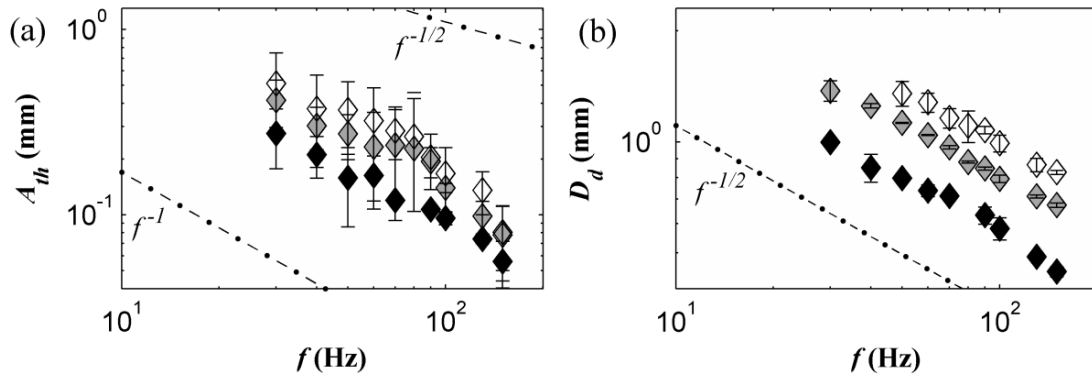 (a)
10^0
10^-1
A_th (mm)
f^-1/2
f^-1
10^1
10^2
f (Hz)
(b)
10^0
D_d (mm)
f^-1/2
10^1
10^2
f (Hz)